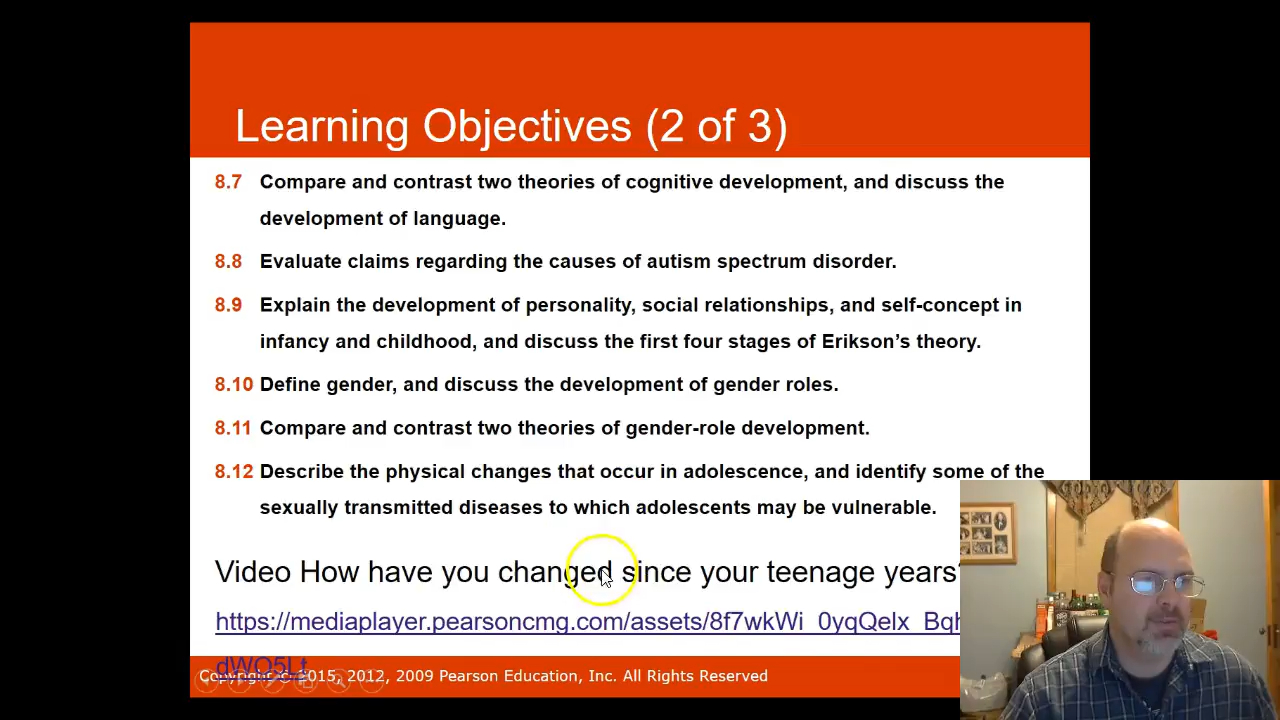 Learning Objectives (2 of 3)
8.7 Compare and contrast two theories of cognitive development, and discuss the
development of language.
8.8 Evaluate claims regarding the causes of autism spectrum disorder.
8.9 Explain the development of personality, social relationships, and self-concept in
infancy and childhood, and discuss the first four stages of Erikson’s theory.
8.10 Define gender, and discuss the development of gender roles.
8.11 Compare and contrast two theories of gender-role development.
8.12 Describe the physical changes that occur in adolescence, and identify some of the
sexually transmitted diseases to which adolescents may be vulnerable.
Video How have you changed since your teenage years?
https://mediaplayer.pearsoncmg.com/assets/8f7wkWi_0yqQelx_Bqh
dWO5Lt
Copyright © 2015, 2012, 2009 Pearson Education, Inc. All Rights Reserved